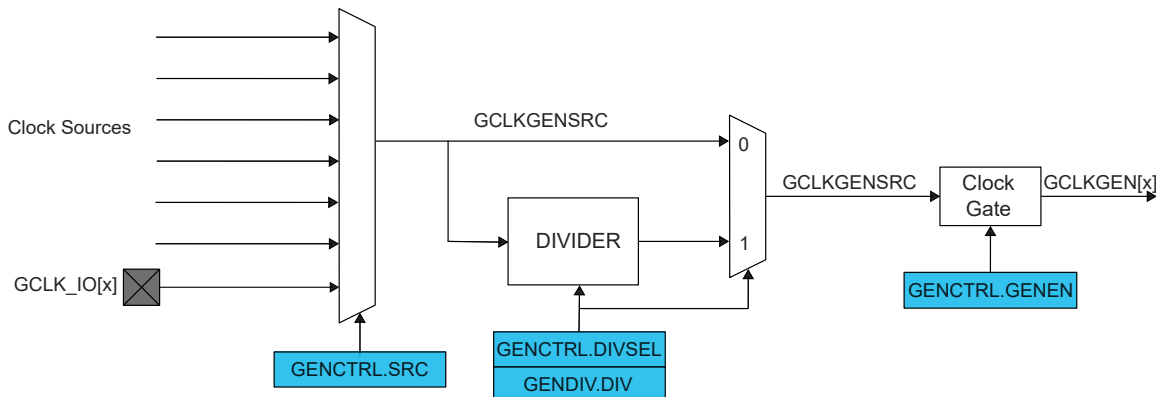 Clock Sources
GCLK_IO[x]
GENCTRL.SRC
GCLKGENSRC
DIVIDER
GENCTRL.DIVSEL
GENDIV.DIV
0
1
GCLKGENSRC
Clock
Gate
GENCTRL.GENEN
GCLKGEN[x]